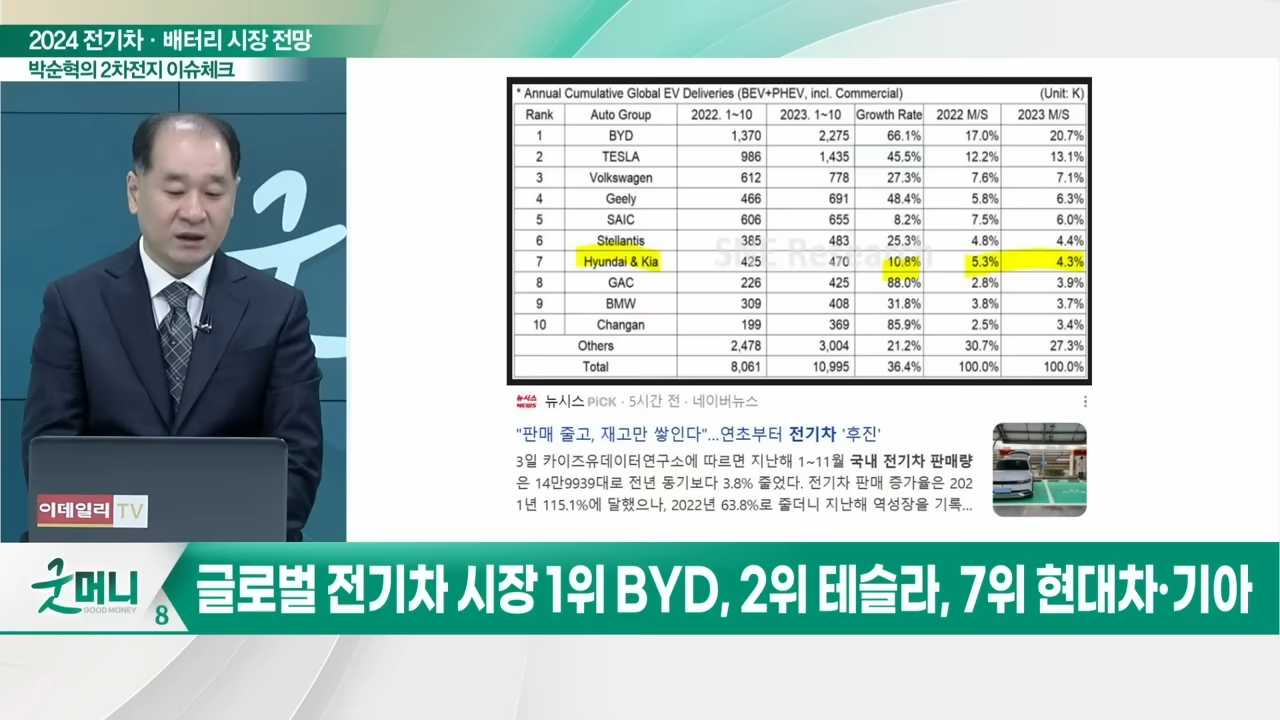 2024 전기차 · 배터리 시장 전망
박순혁의 2차전지 이슈체크
* Annual Cumulative Global EV Deliveries (BEV+PHEV, incl. Commercial) (Unit: K)
Rank Auto Group 2022. 1~10 2023. 1~10 Growth Rate 2022 M/S 2023 M/S
1 BYD 1,370 2,275 66.1% 17.0% 20.7%
2 TESLA 986 1,435 45.5% 12.2% 13.1%
3 Volkswagen 612 778 27.3% 7.6% 7.1%
4 Geely 466 691 48.4% 5.8% 6.3%
5 SAIC 606 655 8.2% 7.5% 6.0%
6 Stellantis 385 483 25.3% 4.8% 4.4%
7 Hyundai & Kia 425 470 10.8% 5.3% 4.3%
8 GAC 226 425 88.0% 2.8% 3.9%
9 BMW 309 408 31.8% 3.8% 3.7%
10 Changan 199 369 85.9% 2.5% 3.4%
Others 2,478 3,004 21.2% 30.7% 27.3%
Total 8,061 10,995 36.4% 100.0% 100.0%
SNE Research
뉴시스 NEWS 뉴시스 PiCK · 5시간 전 · 네이버뉴스
"판매 줄고, 재고만 쌓인다"...연초부터 전기차 '후진'
3일 카이즈유데이터연구소에 따르면 지난해 1~11월 국내 전기차 판매량
은 14만9939대로 전년 동기보다 3.8% 줄었다. 전기차 판매 증가율은 202
1년 115.1%에 달했으나, 2022년 63.8%로 줄더니 지난해 역성장을 기록...
이데일리 TV
굿머니 GOOD MONEY 8
글로벌 전기차 시장 1위 BYD, 2위 테슬라, 7위 현대차·기아